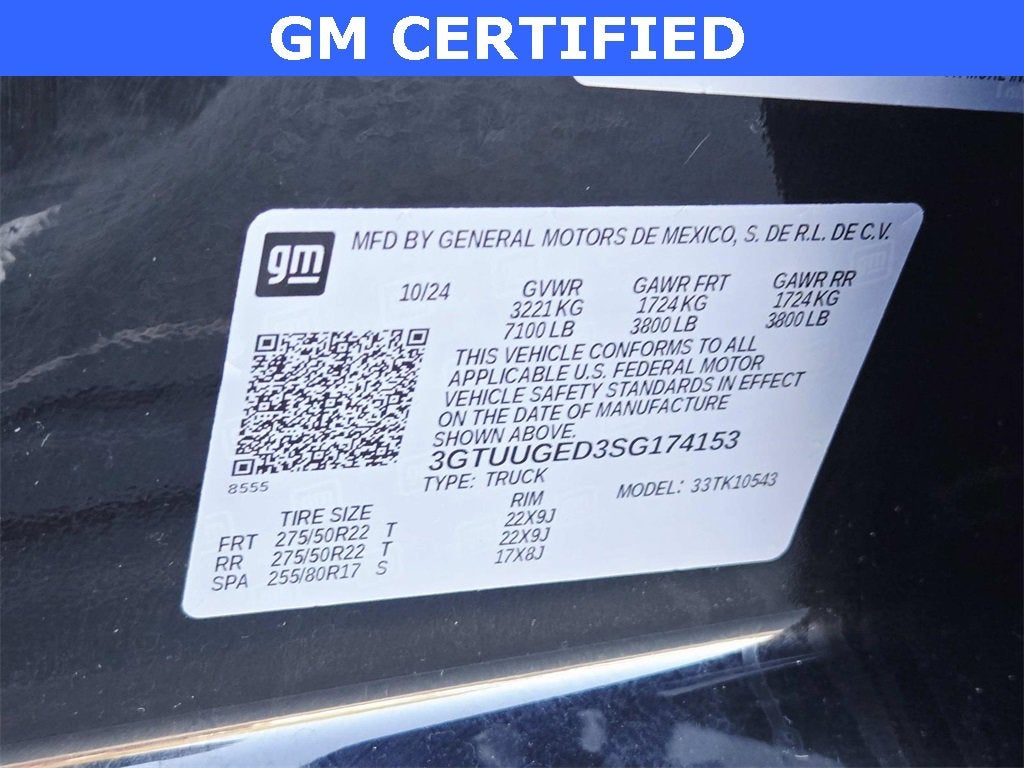 GM CERTIFIED
gm
MFD BY GENERAL MOTORS DE MEXICO, S. DE R.L. DE C.V.
10/24 GVWR GAWR FRT GAWR RR
3221 KG 1724 KG 1724 KG
7100 LB 3800 LB 3800 LB
THIS VEHICLE CONFORMS TO ALL
APPLICABLE U.S. FEDERAL MOTOR
VEHICLE SAFETY STANDARDS IN EFFECT
ON THE DATE OF MANUFACTURE
SHOWN ABOVE.
3GTUUGED3SG174153
8555
TYPE: TRUCK MODEL: 33TK10543
TIRE SIZE RIM
FRT 275/50R22 T 22X9J
RR 275/50R22 T 22X9J
SPA 255/80R17 S 17X8J